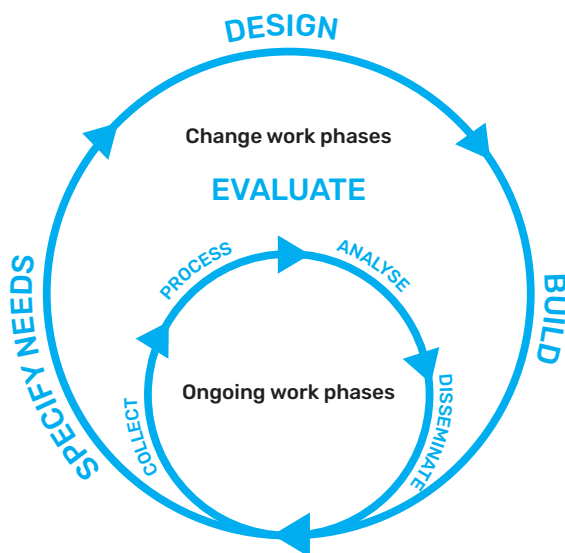 DESIGN
Change work phases
EVALUATE
PROCESS
ANALYSE
SPECIFY NEEDS
BUILD
Ongoing work phases
COLLECT
DISSEMINATE